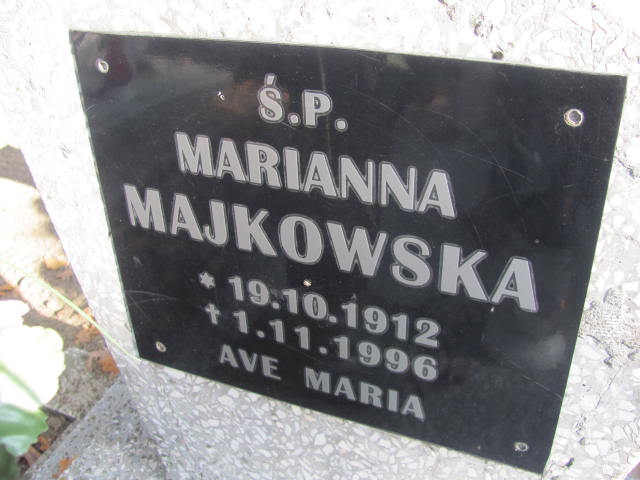 Ś.P.
MARIANNA
MAJKOWSKA
* 19.10.1912
† 1.11.1996
AVE MARIA